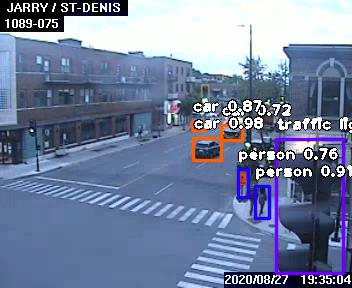 JARRY / ST-DENIS
1089-075
car 0.87
0.72
car 0.98
traffic lig
person 0.76
person 0.91
2020/08/27 19:35:04